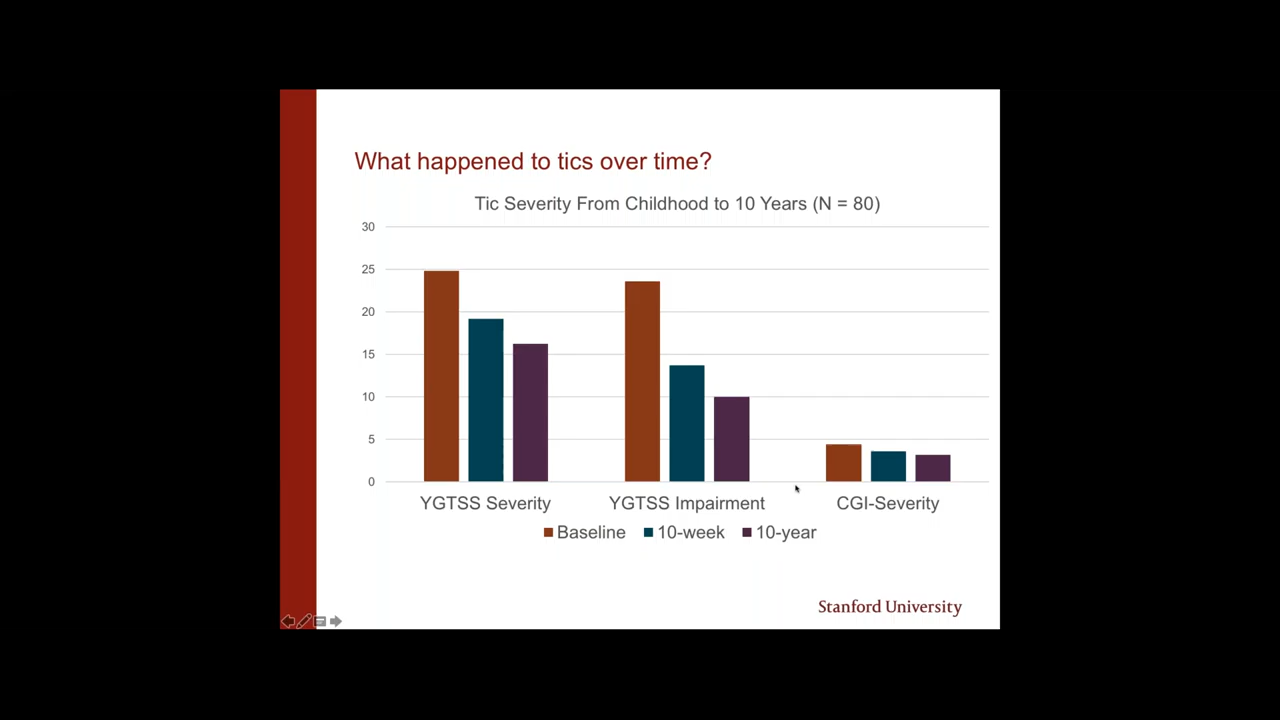 What happened to tics over time?
Tic Severity From Childhood to 10 Years (N = 80)
30
25
20
15
10
5
0
YGTSS Severity YGTSS Impairment CGI-Severity
Baseline 10-week 10-year
Stanford University